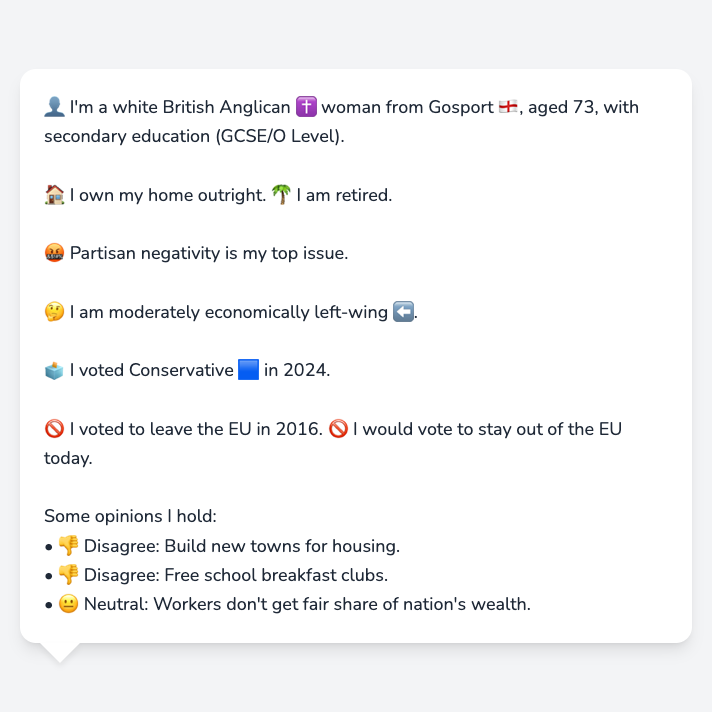 👤 I'm a white British Anglican ✝️ woman from Gosport 🏴󠁧󠁢󠁥󠁮󠁧󠁿, aged 73, with
secondary education (GCSE/O Level).
🏠 I own my home outright. 🌴 I am retired.
🤬 Partisan negativity is my top issue.
🤔 I am moderately economically left-wing ⬅️.
🗳️ I voted Conservative 🟦 in 2024.
🚫 I voted to leave the EU in 2016. 🚫 I would vote to stay out of the EU
today.
Some opinions I hold:
• 👎 Disagree: Build new towns for housing.
• 👎 Disagree: Free school breakfast clubs.
• 😐 Neutral: Workers don't get fair share of nation's wealth.